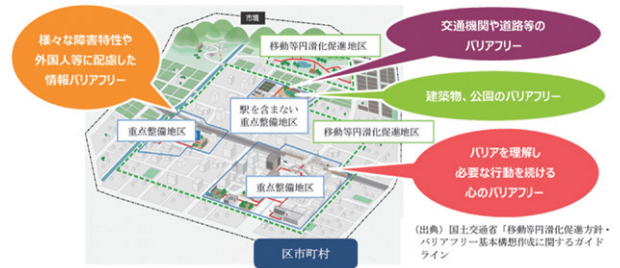 市境
様々な障害特性や
外国人等に配慮した
情報バリアフリー
交通機関や道路等の
バリアフリー
移動等円滑化促進地区
建築物、公園のバリアフリー
駅を含まない
重点整備地区
重点整備地区
移動等円滑化促進地区
バリアを理解し
必要な行動を続ける
心のバリアフリー
重点整備地区
区市町村
（出典）国土交通省「移動等円滑化促進方針・
バリアフリー基本構想作成に関するガイド
ライン